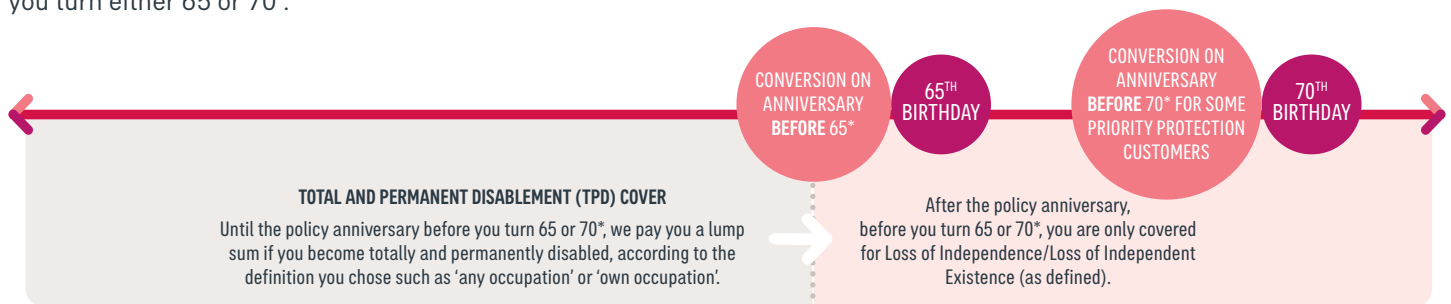 you turn either 65 or 70*.
CONVERSION ON
ANNIVERSARY
BEFORE 65*
65TH
BIRTHDAY
CONVERSION ON
ANNIVERSARY
BEFORE 70* FOR SOME
PRIORITY PROTECTION
CUSTOMERS
70TH
BIRTHDAY
TOTAL AND PERMANENT DISABLEMENT (TPD) COVER
Until the policy anniversary before you turn 65 or 70*, we pay you a lump
sum if you become totally and permanently disabled, according to the
definition you chose such as ‘any occupation’ or ‘own occupation’.
After the policy anniversary,
before you turn 65 or 70*, you are only covered
for Loss of Independence/Loss of Independent
Existence (as defined).